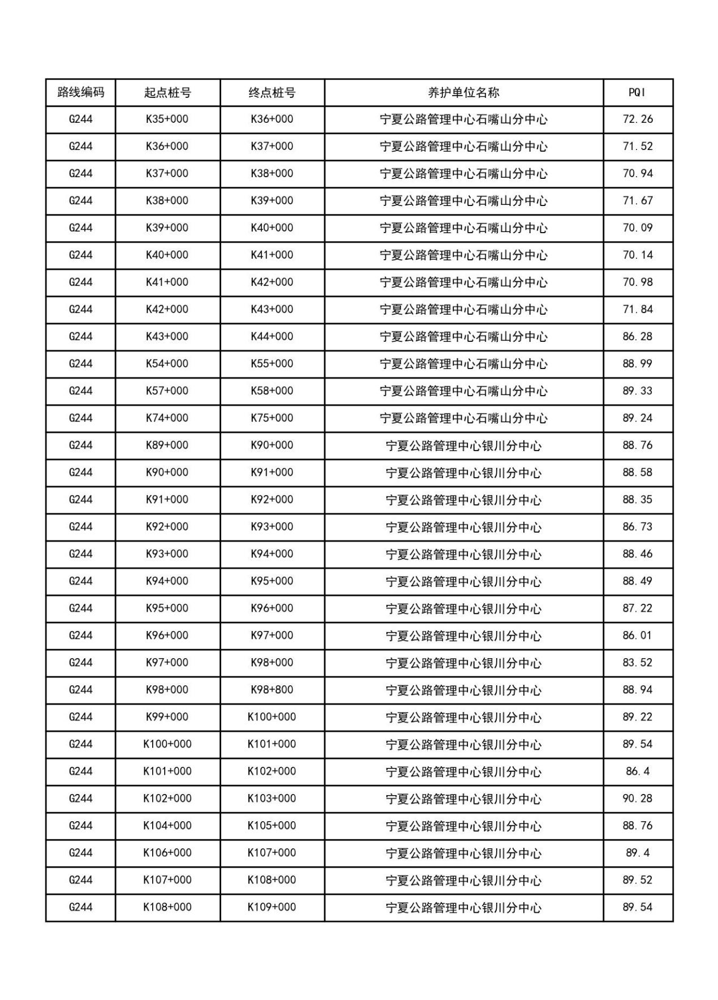 路线编码 起点桩号 终点桩号 养护单位名称 PQI
G244 K35+000 K36+000 宁夏公路管理中心石嘴山分中心 72.26
G244 K36+000 K37+000 宁夏公路管理中心石嘴山分中心 71.52
G244 K37+000 K38+000 宁夏公路管理中心石嘴山分中心 70.94
G244 K38+000 K39+000 宁夏公路管理中心石嘴山分中心 71.67
G244 K39+000 K40+000 宁夏公路管理中心石嘴山分中心 70.09
G244 K40+000 K41+000 宁夏公路管理中心石嘴山分中心 70.14
G244 K41+000 K42+000 宁夏公路管理中心石嘴山分中心 70.98
G244 K42+000 K43+000 宁夏公路管理中心石嘴山分中心 71.84
G244 K43+000 K44+000 宁夏公路管理中心石嘴山分中心 86.28
G244 K54+000 K55+000 宁夏公路管理中心石嘴山分中心 88.99
G244 K57+000 K58+000 宁夏公路管理中心石嘴山分中心 89.33
G244 K74+000 K75+000 宁夏公路管理中心石嘴山分中心 89.24
G244 K89+000 K90+000 宁夏公路管理中心银川分中心 88.76
G244 K90+000 K91+000 宁夏公路管理中心银川分中心 88.58
G244 K91+000 K92+000 宁夏公路管理中心银川分中心 88.35
G244 K92+000 K93+000 宁夏公路管理中心银川分中心 86.73
G244 K93+000 K94+000 宁夏公路管理中心银川分中心 88.46
G244 K94+000 K95+000 宁夏公路管理中心银川分中心 88.49
G244 K95+000 K96+000 宁夏公路管理中心银川分中心 87.22
G244 K96+000 K97+000 宁夏公路管理中心银川分中心 86.01
G244 K97+000 K98+000 宁夏公路管理中心银川分中心 83.52
G244 K98+000 K98+800 宁夏公路管理中心银川分中心 88.94
G244 K99+000 K100+000 宁夏公路管理中心银川分中心 89.22
G244 K100+000 K101+000 宁夏公路管理中心银川分中心 89.54
G244 K101+000 K102+000 宁夏公路管理中心银川分中心 86.4
G244 K102+000 K103+000 宁夏公路管理中心银川分中心 90.28
G244 K104+000 K105+000 宁夏公路管理中心银川分中心 88.76
G244 K106+000 K107+000 宁夏公路管理中心银川分中心 89.4
G244 K107+000 K108+000 宁夏公路管理中心银川分中心 89.52
G244 K108+000 K109+000 宁夏公路管理中心银川分中心 89.54